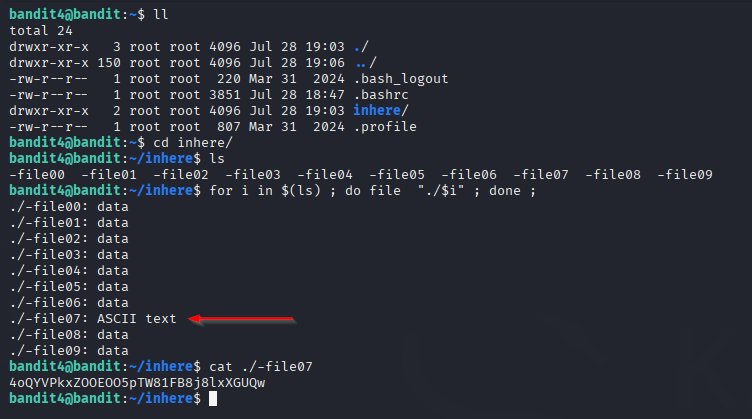 bandit4@bandit:~$ ll
total 24
drwxr-xr-x   3 root root 4096 Jul 28 19:03 ./
drwxr-xr-x 150 root root 4096 Jul 28 19:06 ../
-rw-r--r--   1 root root  220 Mar 31  2024 .bash_logout
-rw-r--r--   1 root root 3851 Jul 28 18:47 .bashrc
drwxr-xr-x   2 root root 4096 Jul 28 19:03 inhere/
-rw-r--r--   1 root root  807 Mar 31  2024 .profile
bandit4@bandit:~$ cd inhere/
bandit4@bandit:~/inhere$ ls
-file00  -file01  -file02  -file03  -file04  -file05  -file06  -file07  -file08  -file09
bandit4@bandit:~/inhere$ for i in $(ls) ; do file  "./$i" ; done ;
./-file00: data
./-file01: data
./-file02: data
./-file03: data
./-file04: data
./-file05: data
./-file06: data
./-file07: ASCII text
./-file08: data
./-file09: data
bandit4@bandit:~/inhere$ cat ./-file07
4oQYVPkxZOOEOO5pTW81FB8j8lxXGUQw
bandit4@bandit:~/inhere$